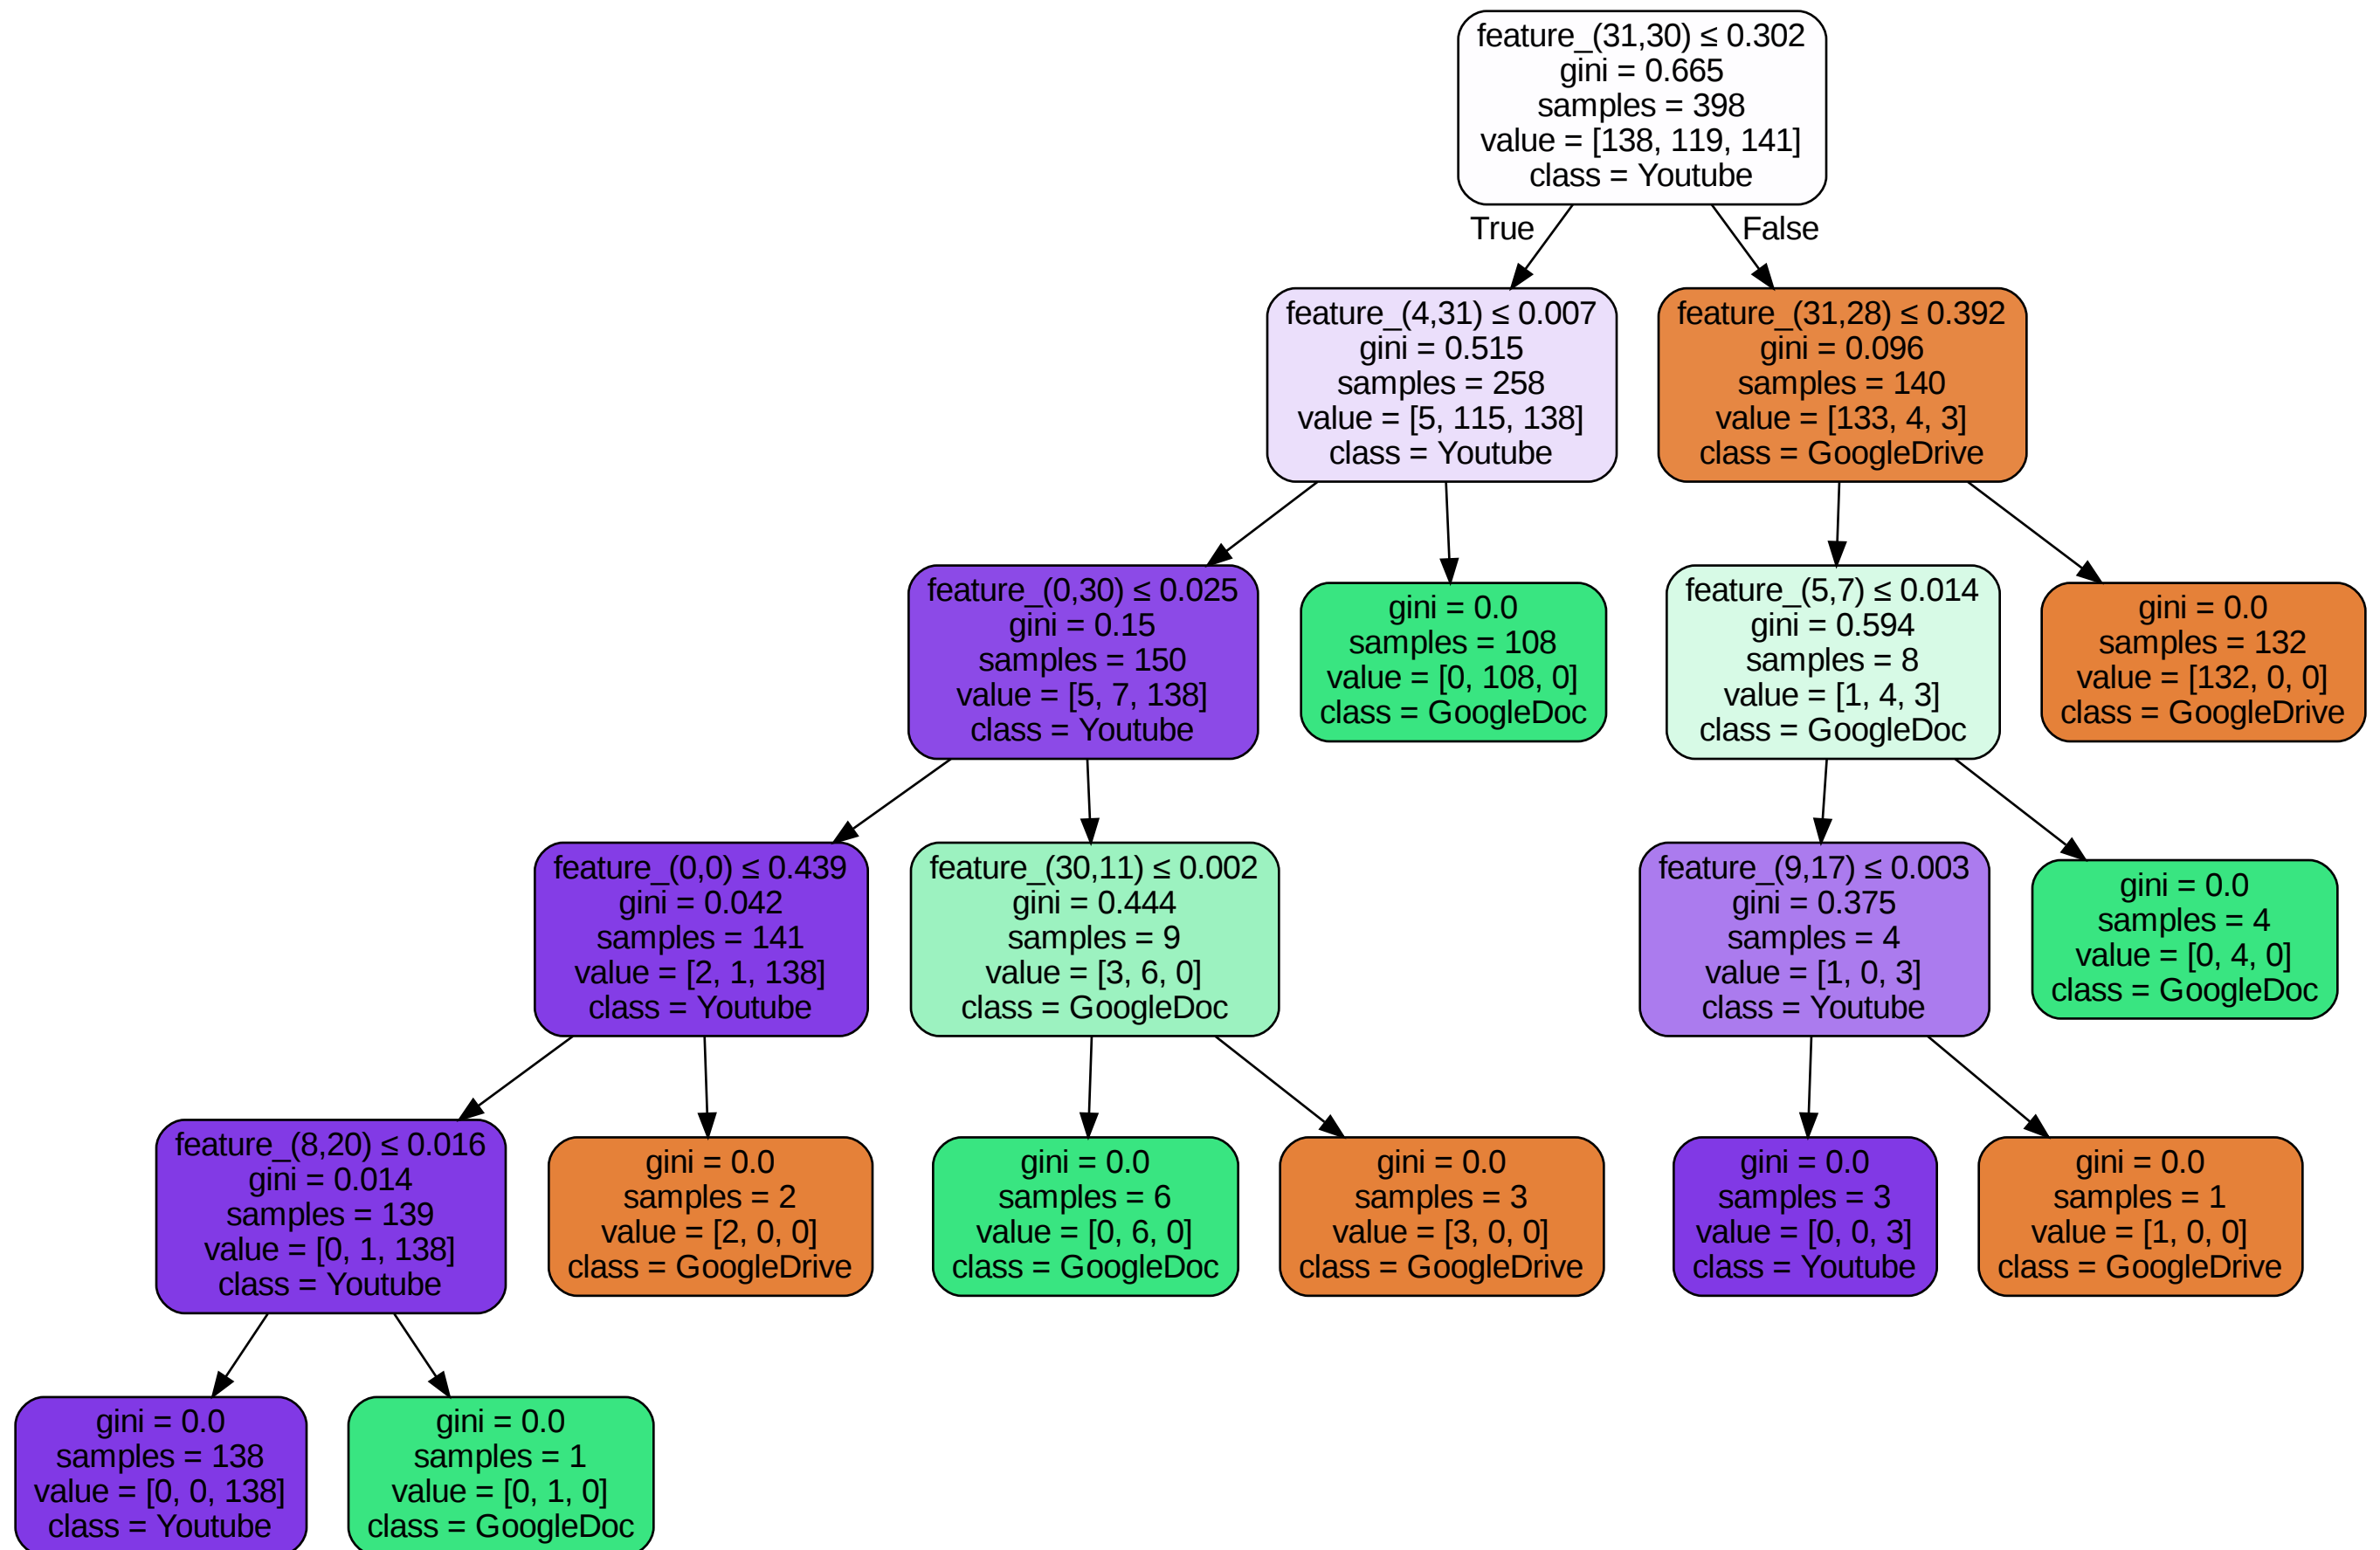 feature_(31,30) ≤ 0.302
gini = 0.665
samples = 398
value = [138, 119, 141]
class = Youtube
True
False
feature_(4,31) ≤ 0.007
gini = 0.515
samples = 258
value = [5, 115, 138]
class = Youtube
feature_(31,28) ≤ 0.392
gini = 0.096
samples = 140
value = [133, 4, 3]
class = GoogleDrive
feature_(0,30) ≤ 0.025
gini = 0.15
samples = 150
value = [5, 7, 138]
class = Youtube
gini = 0.0
samples = 108
value = [0, 108, 0]
class = GoogleDoc
feature_(5,7) ≤ 0.014
gini = 0.594
samples = 8
value = [1, 4, 3]
class = GoogleDoc
gini = 0.0
samples = 132
value = [132, 0, 0]
class = GoogleDrive
feature_(0,0) ≤ 0.439
gini = 0.042
samples = 141
value = [2, 1, 138]
class = Youtube
feature_(30,11) ≤ 0.002
gini = 0.444
samples = 9
value = [3, 6, 0]
class = GoogleDoc
feature_(9,17) ≤ 0.003
gini = 0.375
samples = 4
value = [1, 0, 3]
class = Youtube
gini = 0.0
samples = 4
value = [0, 4, 0]
class = GoogleDoc
feature_(8,20) ≤ 0.016
gini = 0.014
samples = 139
value = [0, 1, 138]
class = Youtube
gini = 0.0
samples = 2
value = [2, 0, 0]
class = GoogleDrive
gini = 0.0
samples = 6
value = [0, 6, 0]
class = GoogleDoc
gini = 0.0
samples = 3
value = [3, 0, 0]
class = GoogleDrive
gini = 0.0
samples = 3
value = [0, 0, 3]
class = Youtube
gini = 0.0
samples = 1
value = [1, 0, 0]
class = GoogleDrive
gini = 0.0
samples = 138
value = [0, 0, 138]
class = Youtube
gini = 0.0
samples = 1
value = [0, 1, 0]
class = GoogleDoc